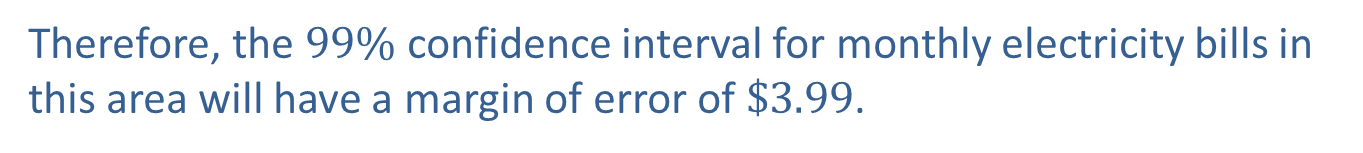 Therefore, the 99% confidence interval for monthly electricity bills in
this area will have a margin of error of $3.99.